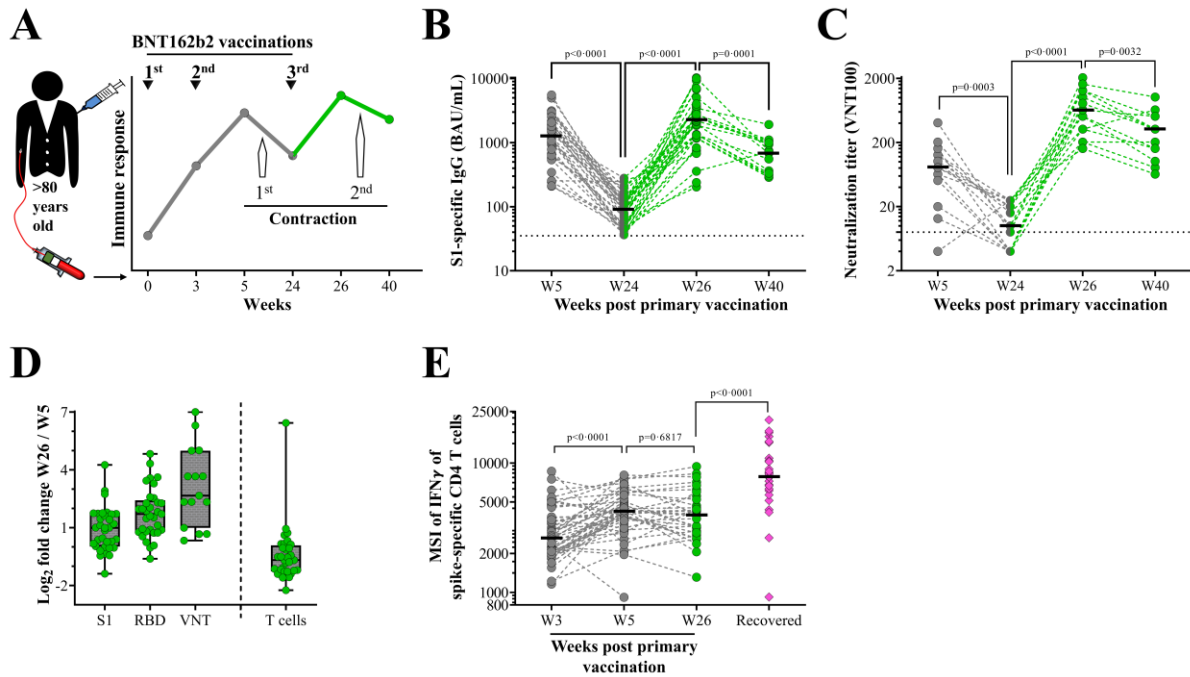 A
BNT162b2 vaccinations
1st
2nd
3rd
>80
years
old
Immune response
1st
2nd
Contraction
0
3
5
24
26
40
Weeks
B
p<0·0001
p<0·0001
p=0·0001
S1-specific IgG (BAU/mL)
10000
1000
100
10
W5
W24
W26
W40
Weeks post primary vaccination
C
p<0·0001
p=0·0032
p=0·0003
Neutralization titer (VNT100)
2000
200
20
2
W5
W24
W26
W40
Weeks post primary vaccination
D
Log2 fold change W26 / W5
7
4
1
-2
S1
RBD
VNT
T cells
E
p<0·0001
p<0·0001
p=0·6817
MSI of IFNγ of
spike-specific CD4 T cells
25000
10000
5000
2000
1000
800
W3
W5
W26
Recovered
Weeks post primary
vaccination